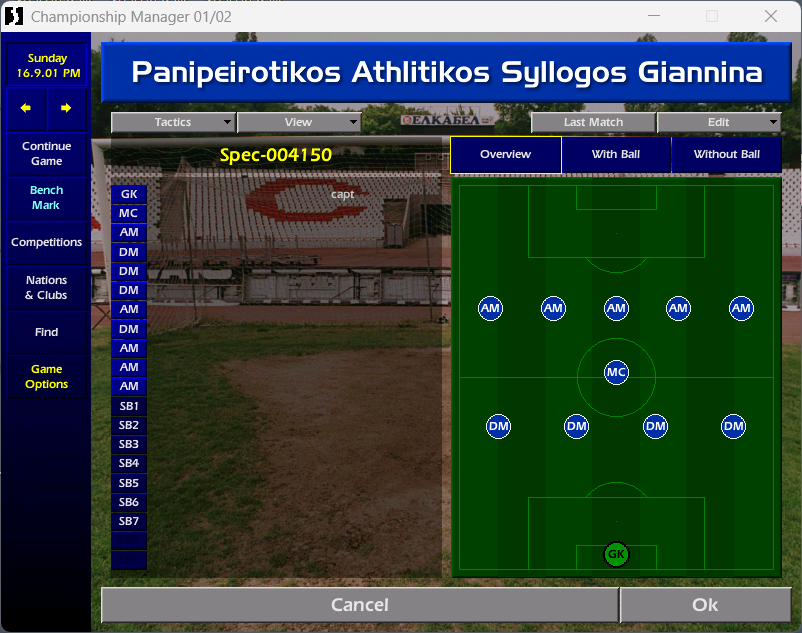 Championship Manager 01/02
Sunday
16.9.01 PM
Panipeirotikos Athlitikos Syllogos Giannina
Tactics
View
ΕΛΚΑΒΕΛ
Last Match
Edit
Continue
Game
Bench
Mark
Competitions
Nations
& Clubs
Find
Game
Options
Spec-004150
Overview
With Ball
Without Ball
GK
capt
MC
AM
DM
DM
DM
AM
DM
AM
AM
AM
SB1
SB2
SB3
SB4
SB5
SB6
SB7
AM AM AM AM AM
MC
DM DM DM DM
GK
Cancel
Ok